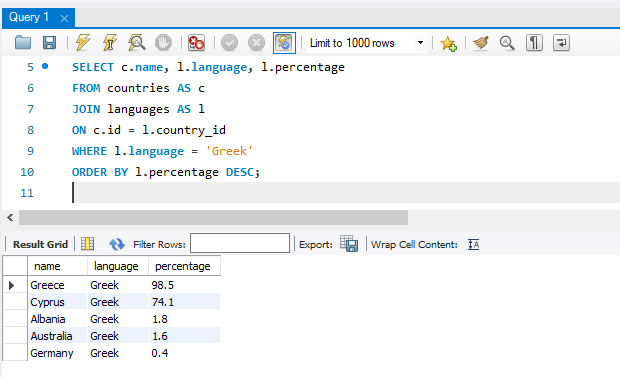 Query 1
Limit to 1000 rows
5 SELECT c.name, l.language, l.percentage
6 FROM countries AS c
7 JOIN languages AS l
8 ON c.id = l.country_id
9 WHERE l.language = 'Greek'
10 ORDER BY l.percentage DESC;
11
Result Grid Filter Rows: Export: Wrap Cell Content:
name language percentage
Greece Greek 98.5
Cyprus Greek 74.1
Albania Greek 1.8
Australia Greek 1.6
Germany Greek 0.4